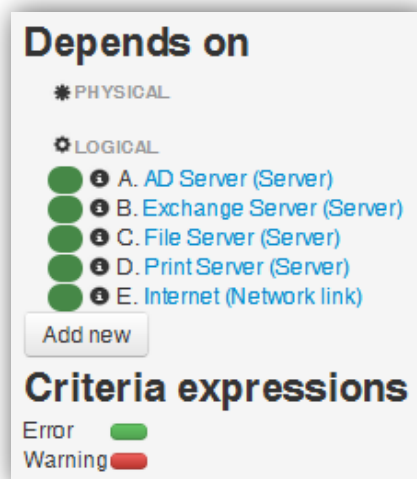 Depends on
PHYSICAL
LOGICAL
A. AD Server (Server)
B. Exchange Server (Server)
C. File Server (Server)
D. Print Server (Server)
E. Internet (Network link)
Add new
Criteria expressions
Error
Warning